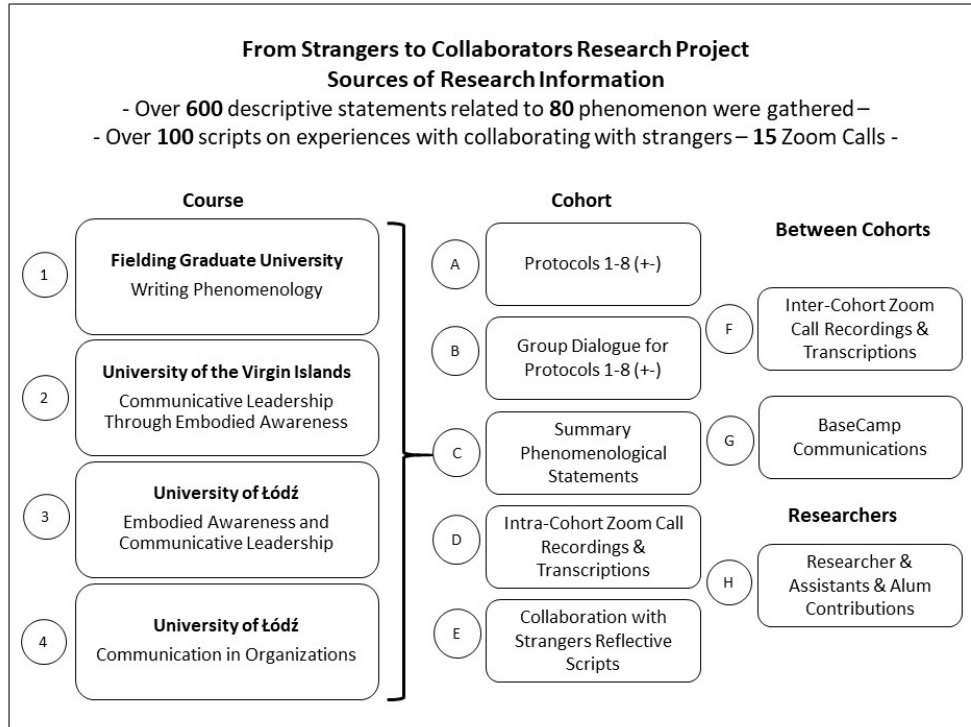 From Strangers to Collaborators Research Project
Sources of Research Information
- Over 600 descriptive statements related to 80 phenomenon were gathered –
- Over 100 scripts on experiences with collaborating with strangers – 15 Zoom Calls -
Course
1
Fielding Graduate University
Writing Phenomenology
2
University of the Virgin Islands
Communicative Leadership
Through Embodied Awareness
3
University of Łódź
Embodied Awareness and
Communicative Leadership
4
University of Łódź
Communication in Organizations
Cohort
A
Protocols 1-8 (+-)
B
Group Dialogue for
Protocols 1-8 (+-)
C
Summary
Phenomenological
Statements
D
Intra-Cohort Zoom Call
Recordings &
Transcriptions
E
Collaboration with
Strangers Reflective
Scripts
Between Cohorts
F
Inter-Cohort Zoom
Call Recordings &
Transcriptions
G
BaseCamp
Communications
Researchers
H
Researcher &
Assistants & Alum
Contributions